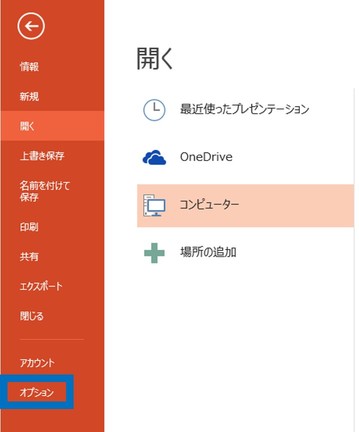 情報
新規
開く
上書き保存
名前を付けて
保存
印刷
共有
エクスポート
閉じる
アカウント
オプション
開く
最近使ったプレゼンテーション
OneDrive
コンピューター
場所の追加